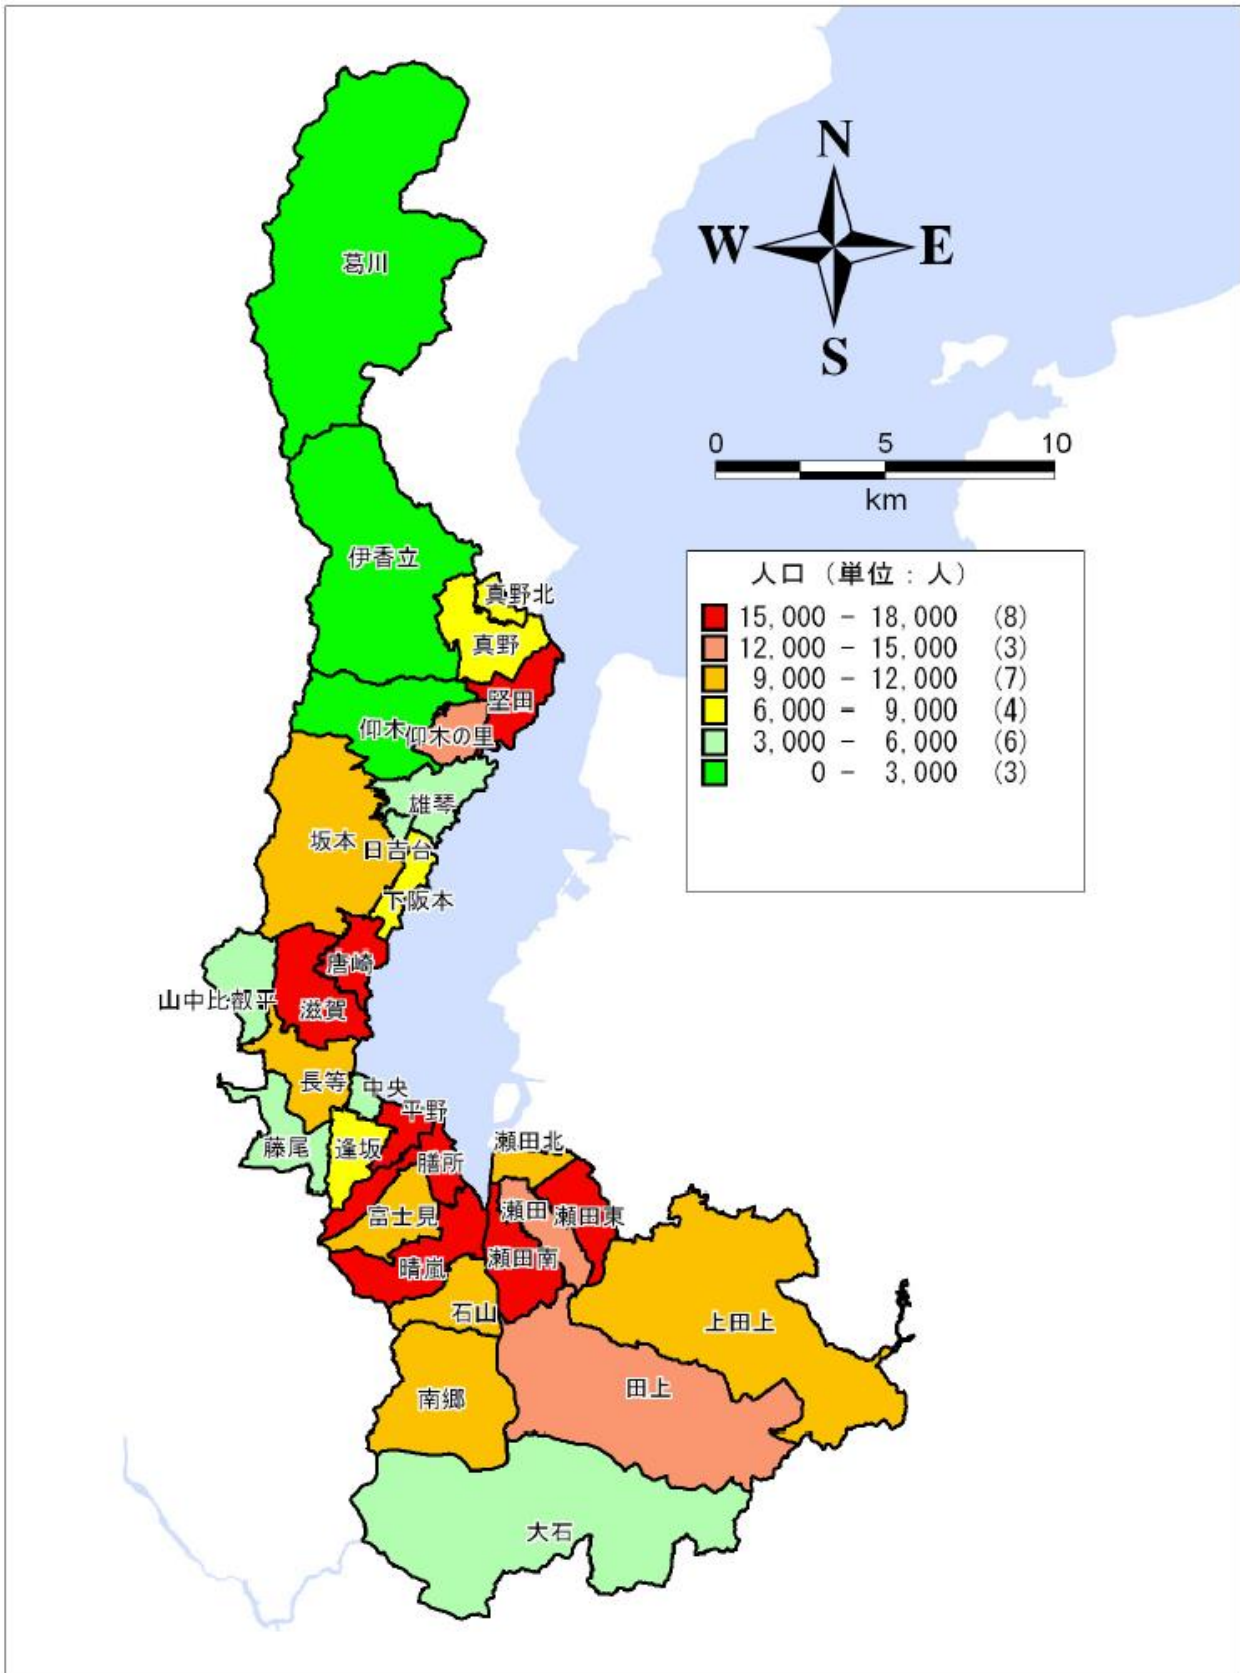 N
W E
S
0 5 10
km
人口 (単位:人)
15,000 - 18,000 (8)
12,000 - 15,000 (3)
9,000 - 12,000 (7)
6,000 - 9,000 (4)
3,000 - 6,000 (6)
0 - 3,000 (3)
葛川
伊香立
真野北
真野
堅田
仰木
仰木の里
雄琴
坂本
日吉台
下阪本
唐崎
山中比叡平
滋賀
長等
中央
平野
藤尾
逢坂
膳所
瀬田北
富士見
瀬田
瀬田東
晴嵐
瀬田南
石山
上田上
南郷
田上
大石